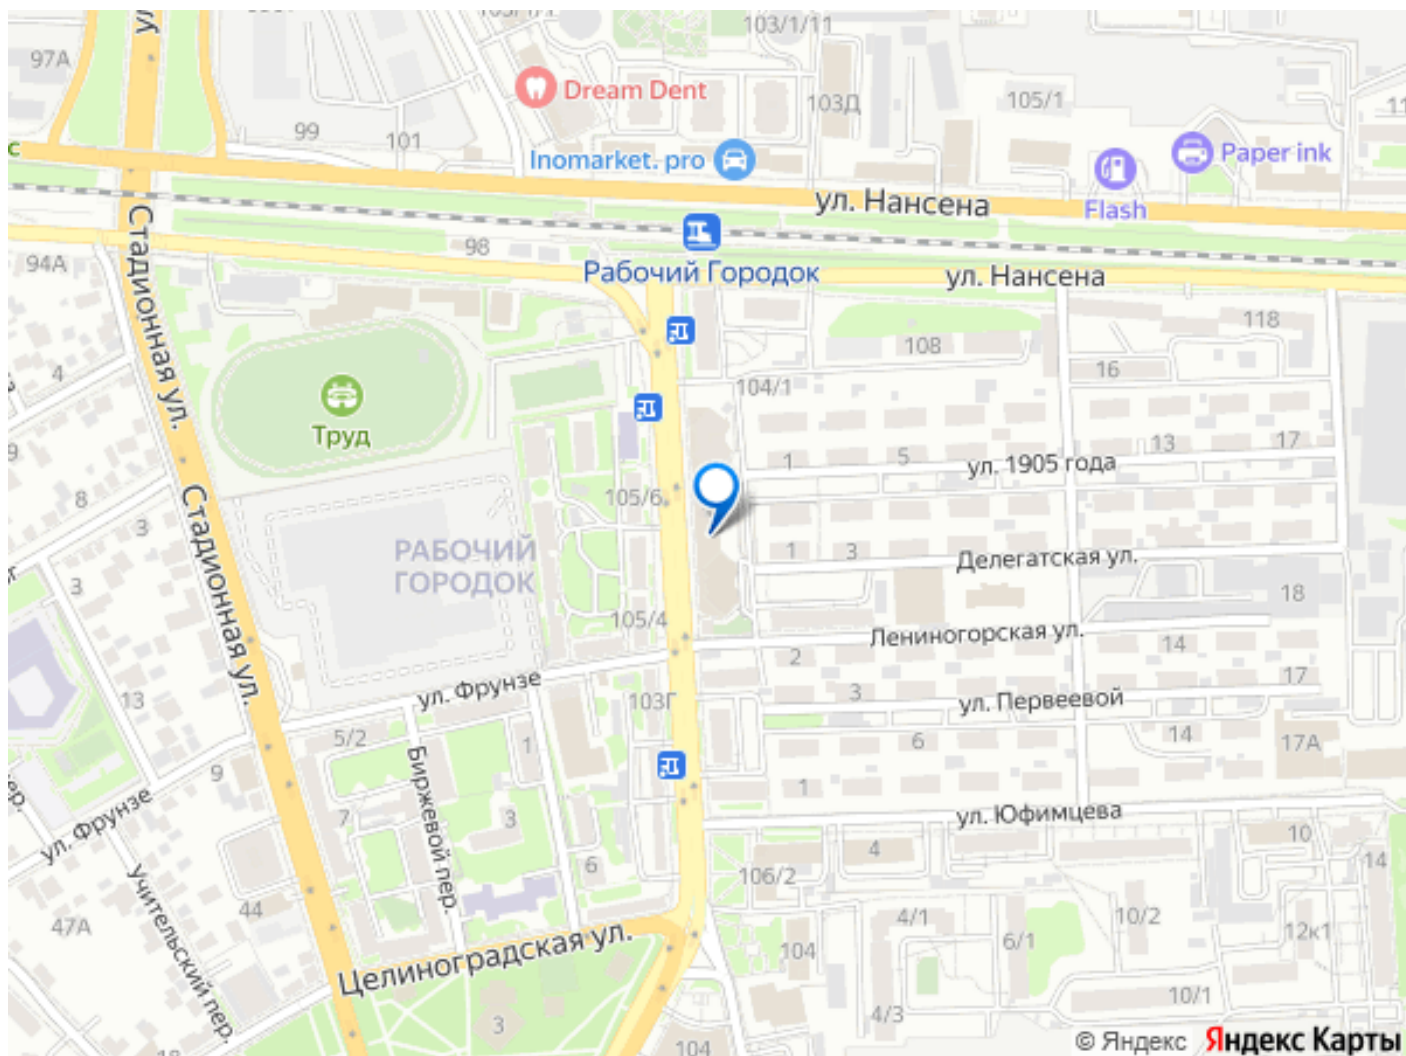 103/1/11
97А
Dream Dent
103Д
105/1
99
101
Inomarket. pro
Paper ink
ул. Нансена
Flash
Стадионная ул.
98
94А
Рабочий Городок
ул. Нансена
118
108
4
16
104/1
Труд
9
13
17
1
5
ул. 1905 года
8
105/6
3
РАБОЧИЙ
ГОРОДОК
1
3
Делегатская ул.
3
18
105/4
Стадионная ул.
Лениногорская ул.
14
2
ул. Фрунзе
17
13
103Г
3
ул. Первеевой
5/2
1
6
14
17А
9
1
Биржевой пер.
ул. Фрунзе
7
3
ул. Юфимцева
10
4
14
6
106/2
Учительский пер.
44
4/1
10/2
47А
Целиноградская ул.
6/1
12к1
104
10/1
3
4/3
104
© Яндекс
Яндекс Карты